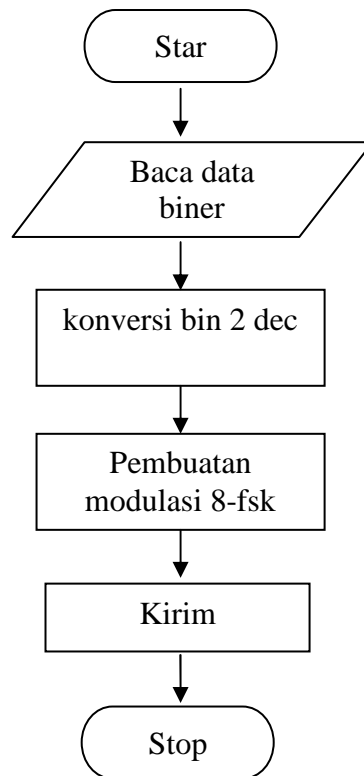 Star
Baca data
biner
konversi bin 2 dec
Pembuatan
modulasi 8-fsk
Kirim
Stop